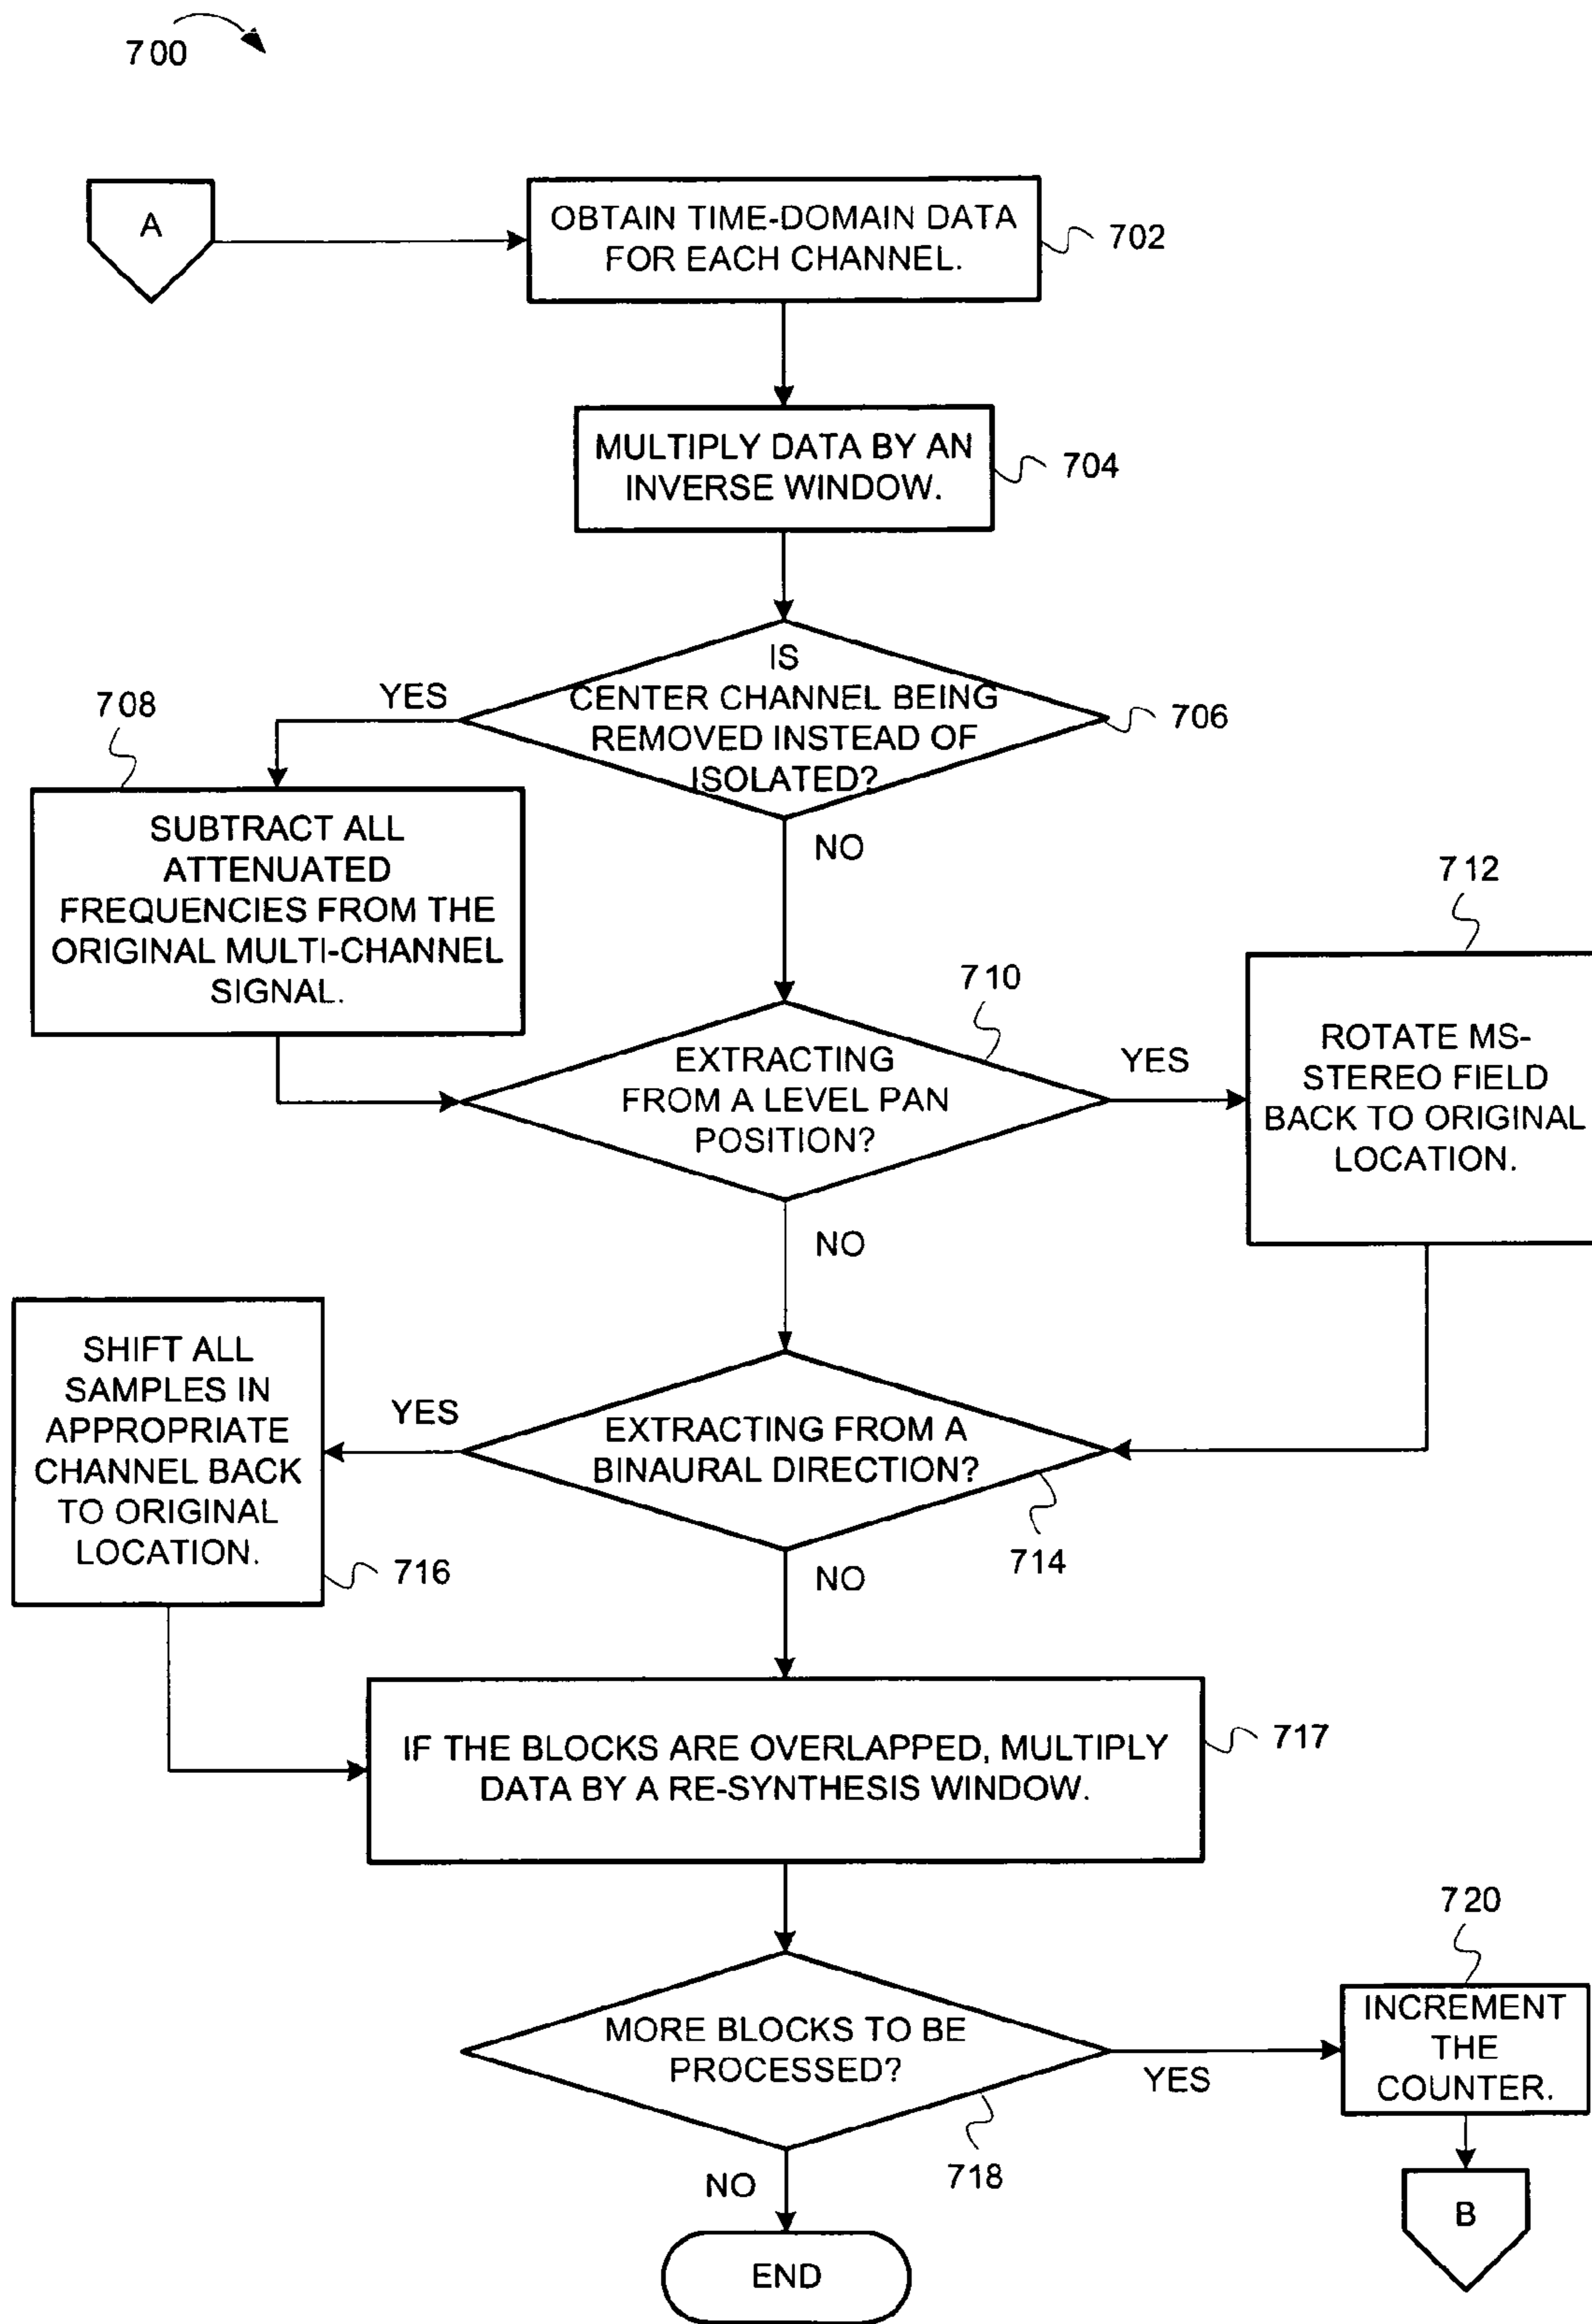 700
A
OBTAIN TIME-DOMAIN DATA
FOR EACH CHANNEL.
702
MULTIPLY DATA BY AN
INVERSE WINDOW.
704
IS
CENTER CHANNEL BEING
REMOVED INSTEAD OF
ISOLATED?
706
YES
NO
708
SUBTRACT ALL
ATTENUATED
FREQUENCIES FROM THE
ORIGINAL MULTI-CHANNEL
SIGNAL.
710
EXTRACTING
FROM A LEVEL PAN
POSITION?
YES
NO
712
ROTATE MS-
STEREO FIELD
BACK TO ORIGINAL
LOCATION.
EXTRACTING FROM A
BINAURAL DIRECTION?
714
YES
NO
SHIFT ALL
SAMPLES IN
APPROPRIATE
CHANNEL BACK
TO ORIGINAL
LOCATION.
716
IF THE BLOCKS ARE OVERLAPPED, MULTIPLY
DATA BY A RE-SYNTHESIS WINDOW.
717
MORE BLOCKS TO BE
PROCESSED?
718
YES
NO
720
INCREMENT
THE
COUNTER.
B
END